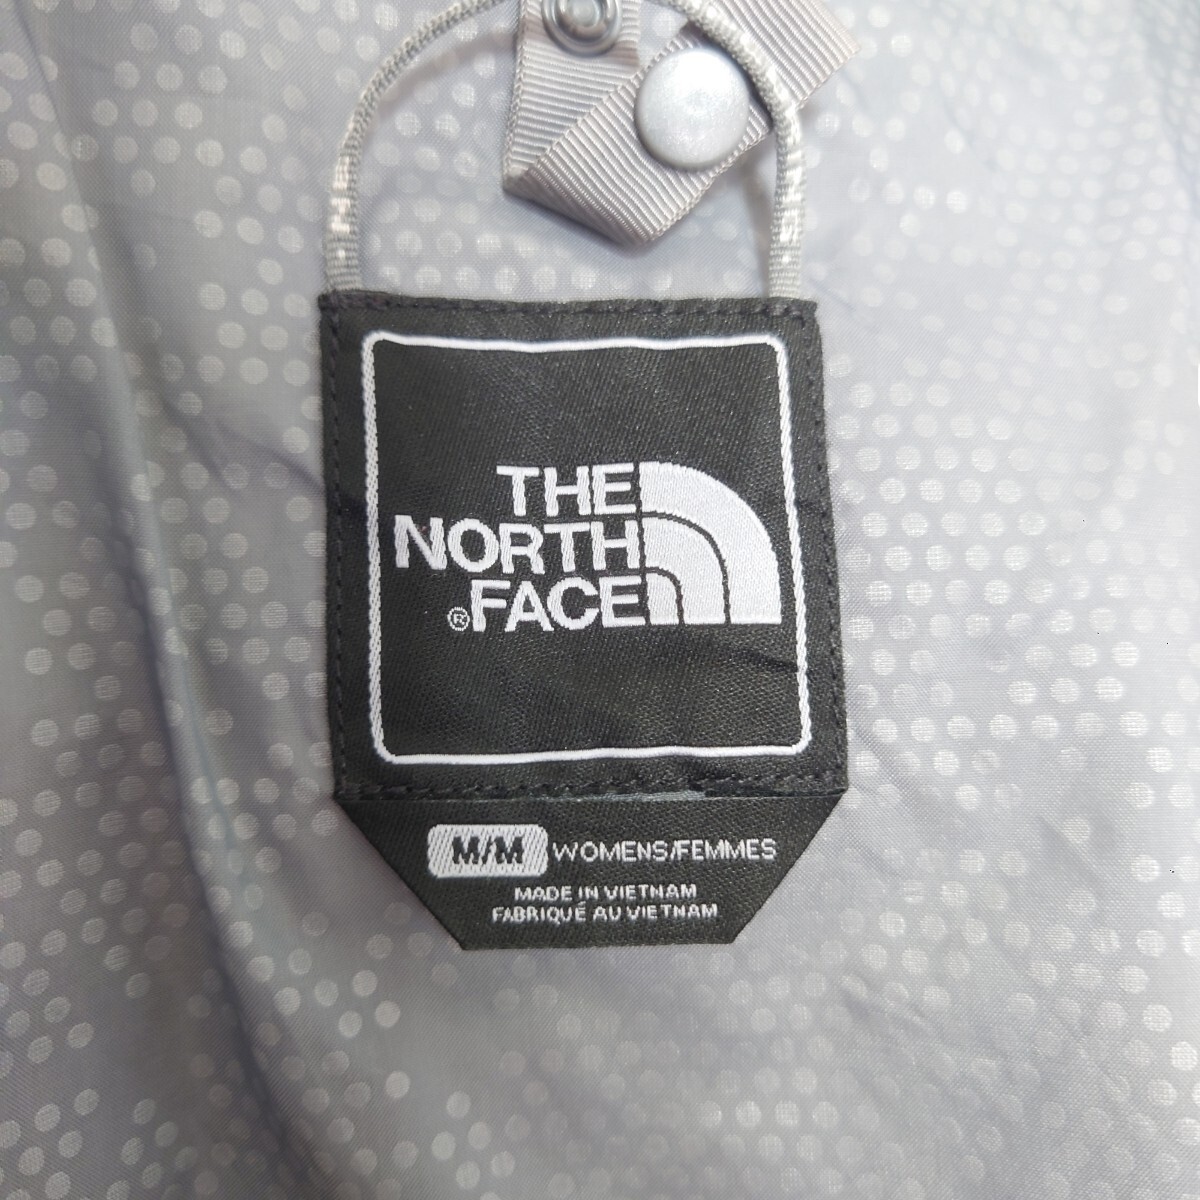 THE
NORTH
®FACE
M/M WOMENS/FEMMES
MADE IN VIETNAM
FABRIQUÉ AU VIETNAM